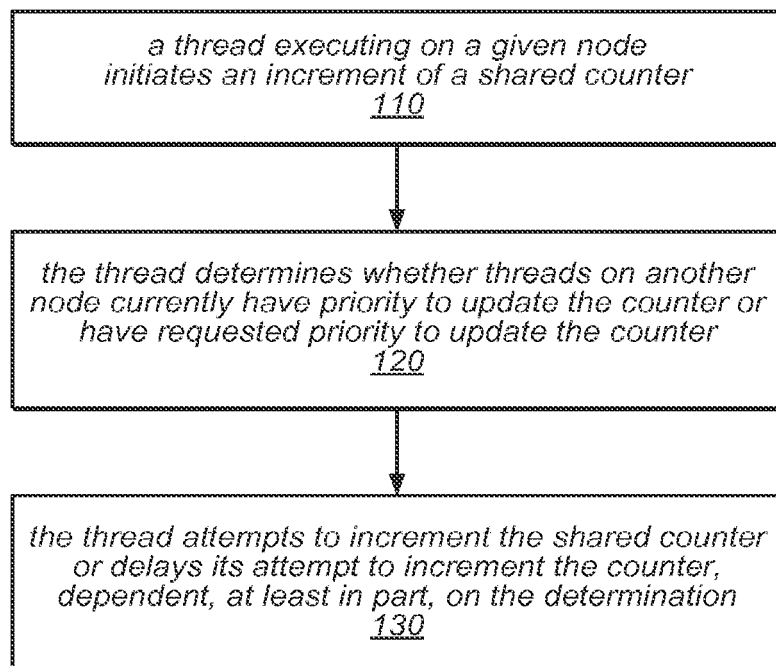 a thread executing on a given node
initiates an increment of a shared counter
110
the thread determines whether threads on another
node currently have priority to update the counter or
have requested priority to update the counter
120
the thread attempts to increment the shared counter
or delays its attempt to increment the counter,
dependent, at least in part, on the determination
130